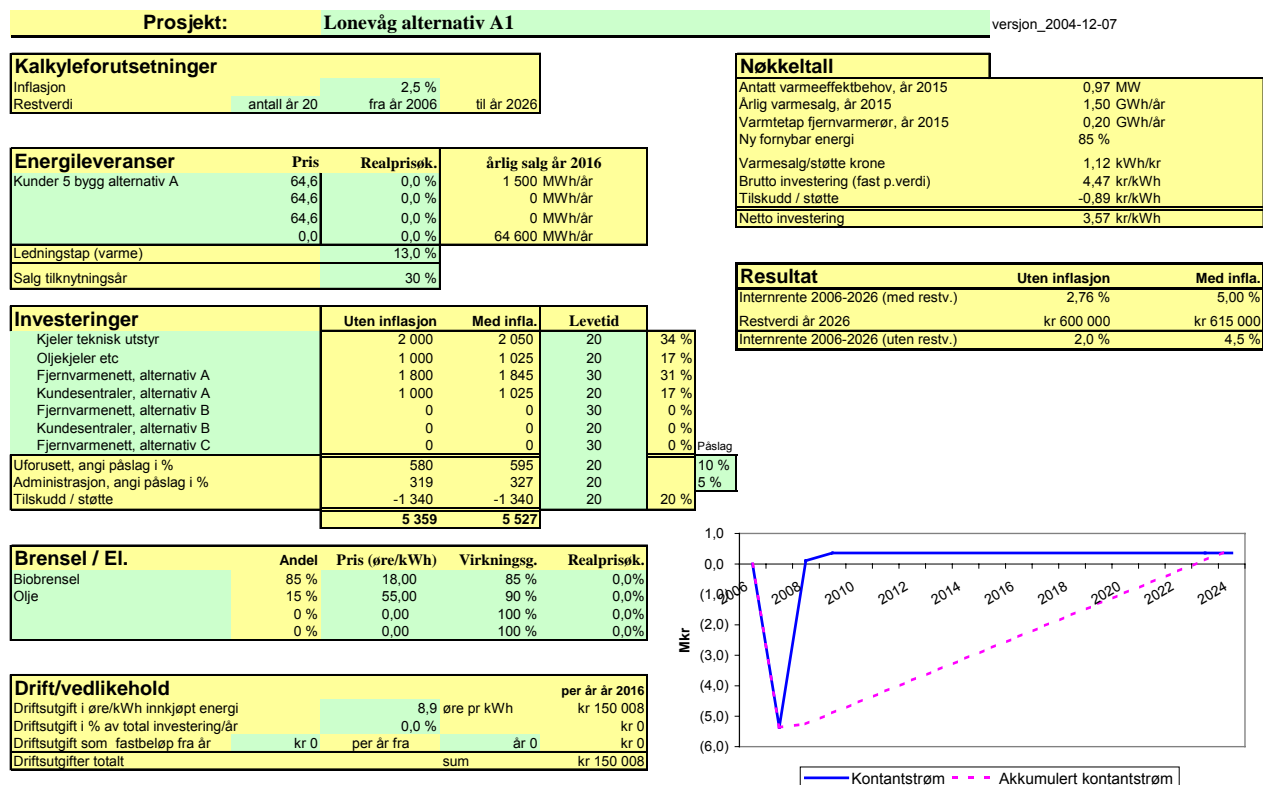 Prosjekt: Lonevåg alternativ A1 versjon_2004-12-07
Kalkyleforutsetninger
Inflasjon 2,5 %
Restverdi antall år 20 fra år 2006 til år 2026
Nøkkeltall
Antatt varmeeffektbehov, år 2015 0,97 MW
Årlig varmesalg, år 2015 1,50 GWh/år
Varmtetap fjernvarmerør, år 2015 0,20 GWh/år
Ny fornybar energi 85 %
Varmesalg/støtte krone 1,12 kWh/kr
Brutto investering (fast p.verdi) 4,47 kr/kWh
Tilskudd / støtte -0,89 kr/kWh
Netto investering 3,57 kr/kWh
Energileveranser Pris Realprisøk. årlig salg år 2016
Kunder 5 bygg alternativ A 64,6 0,0 % 1 500 MWh/år
64,6 0,0 % 0 MWh/år
64,6 0,0 % 0 MWh/år
0,0 0,0 % 64 600 MWh/år
Ledningstap (varme) 13,0 %
Salg tilknytningsår 30 %
Resultat Uten inflasjon Med infla.
Internrente 2006-2026 (med restv.) 2,76 % 5,00 %
Restverdi år 2026 kr 600 000 kr 615 000
Internrente 2006-2026 (uten restv.) 2,0 % 4,5 %
Investeringer Uten inflasjon Med infla. Levetid
Kjeler teknisk utstyr 2 000 2 050 20 34 %
Oljekjeler etc 1 000 1 025 20 17 %
Fjernvarmenett, alternativ A 1 800 1 845 30 31 %
Kundesentraler, alternativ A 1 000 1 025 20 17 %
Fjernvarmenett, alternativ B 0 0 30 0 %
Kundesentraler, alternativ B 0 0 20 0 %
Fjernvarmenett, alternativ C 0 0 30 0 % Påslag
Uforusett, angi påslag i % 580 595 20 10 %
Administrasjon, angi påslag i % 319 327 20 5 %
Tilskudd / støtte -1 340 -1 340 20 20 %
5 359 5 527
Brensel / El. Andel Pris (øre/kWh) Virkningsg. Realprisøk.
Biobrensel 85 % 18,00 85 % 0,0%
Olje 15 % 55,00 90 % 0,0%
0 % 0,00 100 % 0,0%
0 % 0,00 100 % 0,0%
Drift/vedlikehold per år år 2016
Driftsutgift i øre/kWh innkjøpt energi 8,9 øre pr kWh kr 150 008
Driftsutgift i % av total investering/år 0,0 % kr 0
Driftsutgift som fastbeløp fra år kr 0 per år fra år 0 kr 0
Driftsutgifter totalt sum kr 150 008
1,0
0,0
(1,0)
(2,0)
(3,0)
(4,0)
(5,0)
(6,0)
Mkr
2006 2008 2010 2012 2014 2016 2018 2020 2022 2024
Kontantstrøm Akkumulert kontantstrøm